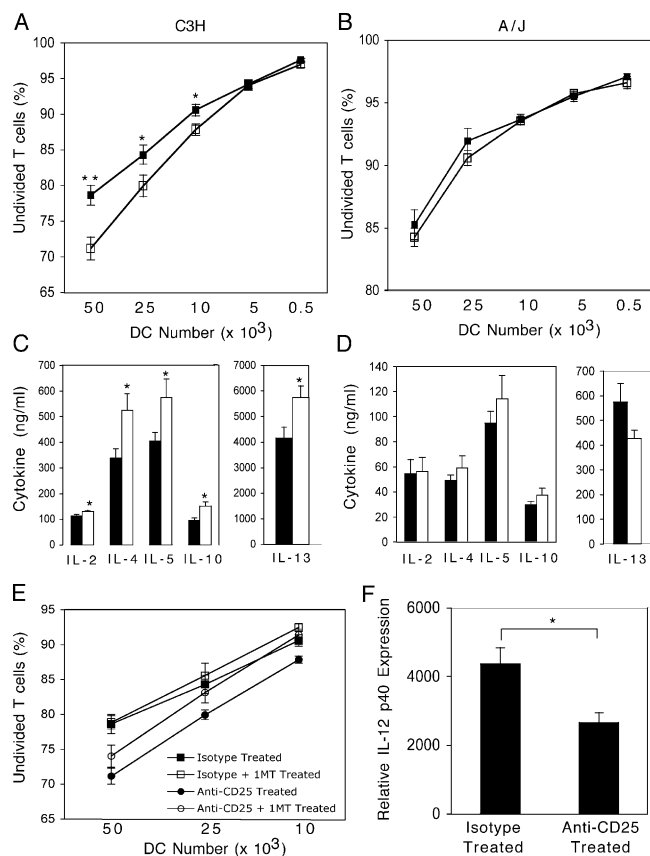 A
C3H
Undivided T cells (%)
100
95
90
85
80
75
70
65
**
*
*
50
25
10
5
0.5
DC Number (x 10³)
B
A/J
Undivided T cells (%)
100
95
90
85
80
50
25
10
5
0.5
DC Number (x 10³)
C
Cytokine (ng/ml)
700
600
500
400
300
200
100
0
*
*
*
*
IL-2
IL-4
IL-5
IL-10
7000
6000
5000
4000
3000
2000
1000
0
*
IL-13
D
Cytokine (ng/ml)
140
120
100
80
60
40
20
0
IL-2
IL-4
IL-5
IL-10
700
600
500
400
300
200
100
0
IL-13
E
Undivided T cells (%)
95
90
85
80
75
70
65
Isotype Treated
Isotype + 1MT Treated
Anti-CD25 Treated
Anti-CD25 + 1MT Treated
50
25
10
DC Number (x 10³)
F
Relative IL-12 p40 Expression
6000
4000
2000
0
*
Isotype
Treated
Anti-CD25
Treated